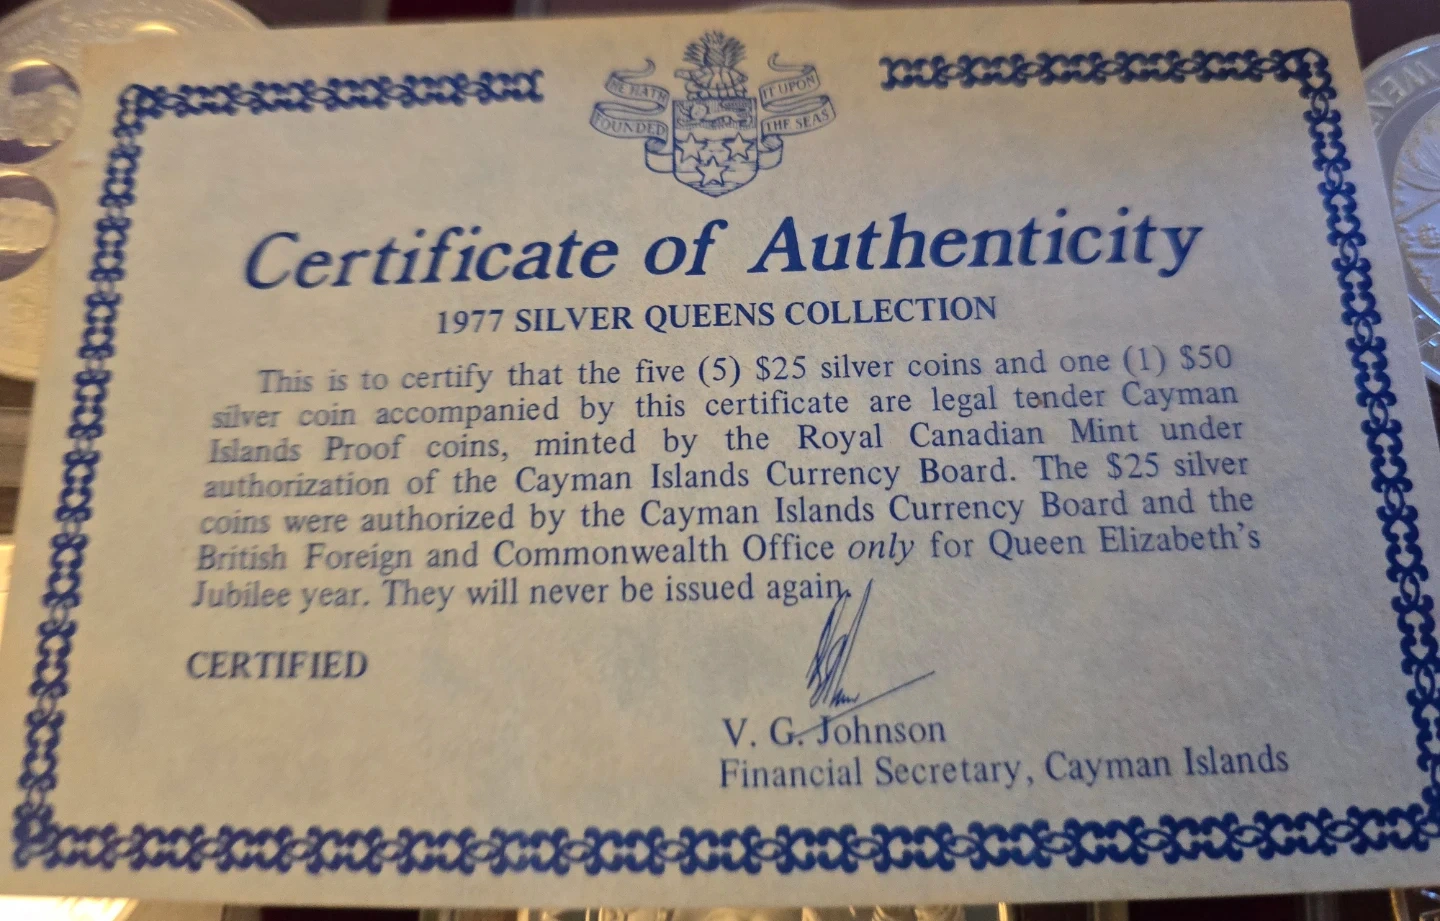 HE HATH
FOUNDED
IT UPON
THE SEAS
Certificate of Authenticity
1977 SILVER QUEENS COLLECTION
This is to certify that the five (5) $25 silver coins and one (1) $50
silver coin accompanied by this certificate are legal tender Cayman
Islands Proof coins, minted by the Royal Canadian Mint under
authorization of the Cayman Islands Currency Board. The $25 silver
coins were authorized by the Cayman Islands Currency Board and the
British Foreign and Commonwealth Office only for Queen Elizabeth's
Jubilee year. They will never be issued again.
CERTIFIED
V. G. Johnson
Financial Secretary, Cayman Islands